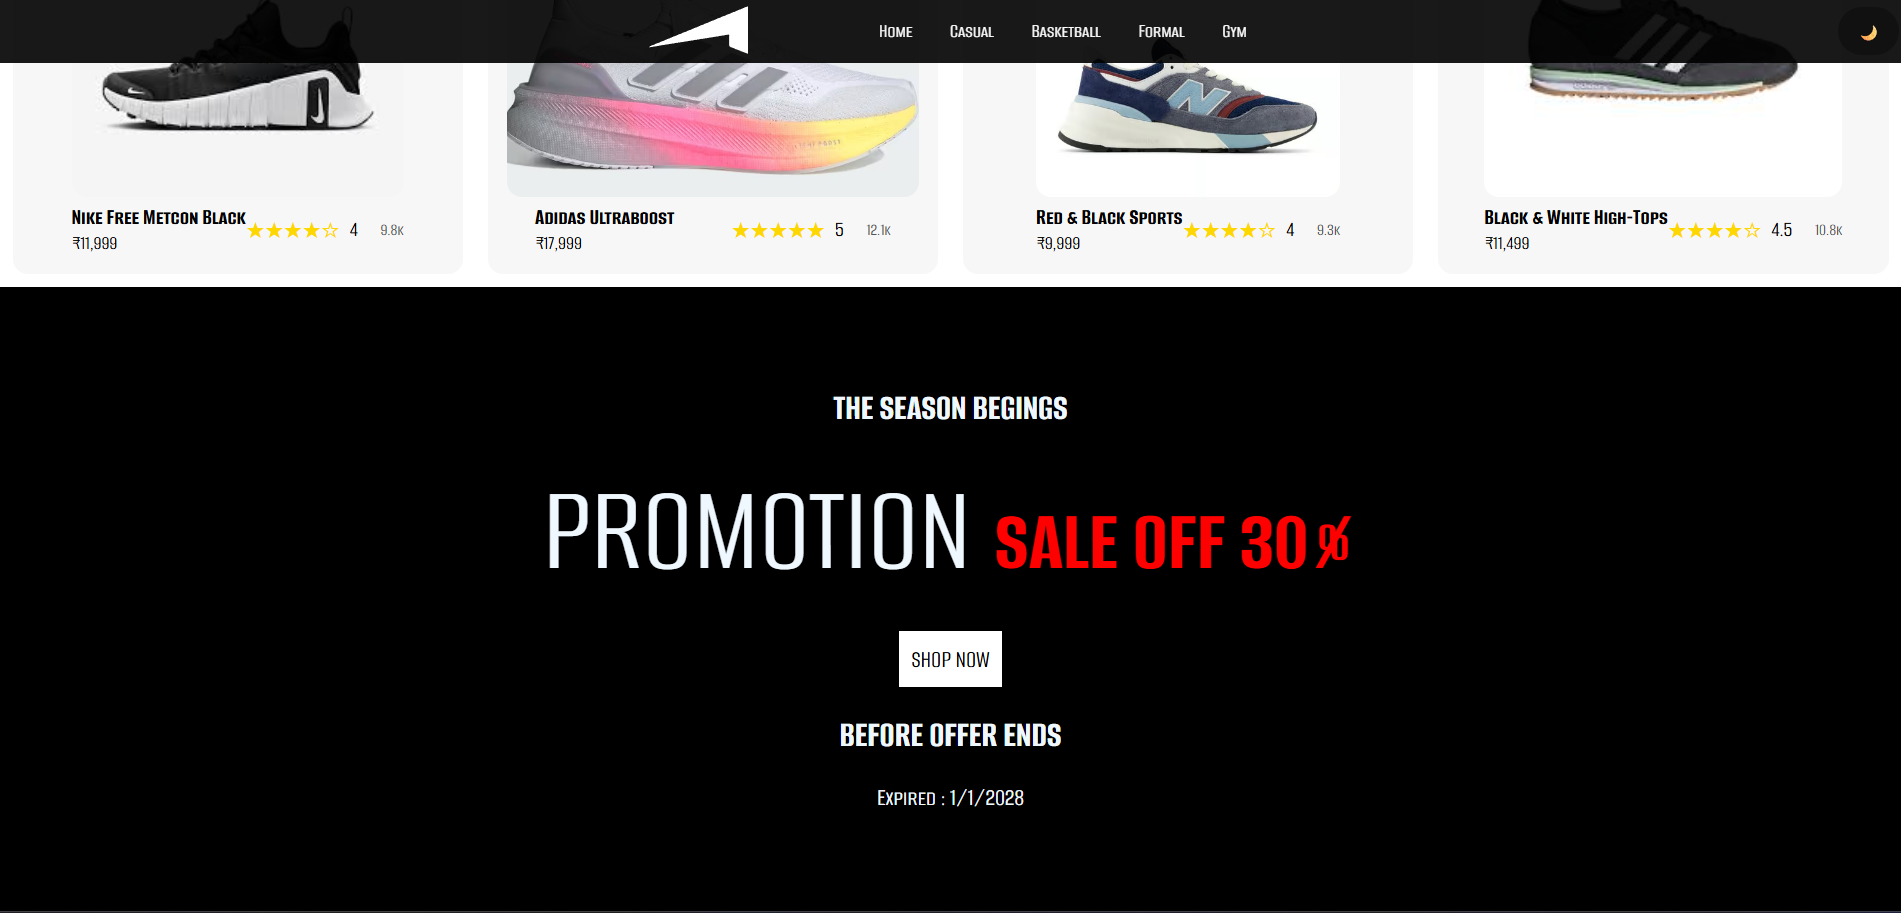 Home Casual Basketball Formal Gym
Nike Free Metcon Black ★★★★☆ 4 9.8k
₹11,999
Adidas Ultraboost ★★★★★ 5 12.1k
₹17,999
Red & Black Sports ★★★★☆ 4 9.3k
₹9,999
Black & White High-Tops ★★★★☆ 4.5 10.8k
₹11,499
THE SEASON BEGINGS
PROMOTION SALE OFF 30%
SHOP NOW
BEFORE OFFER ENDS
Expired : 1/1/2028